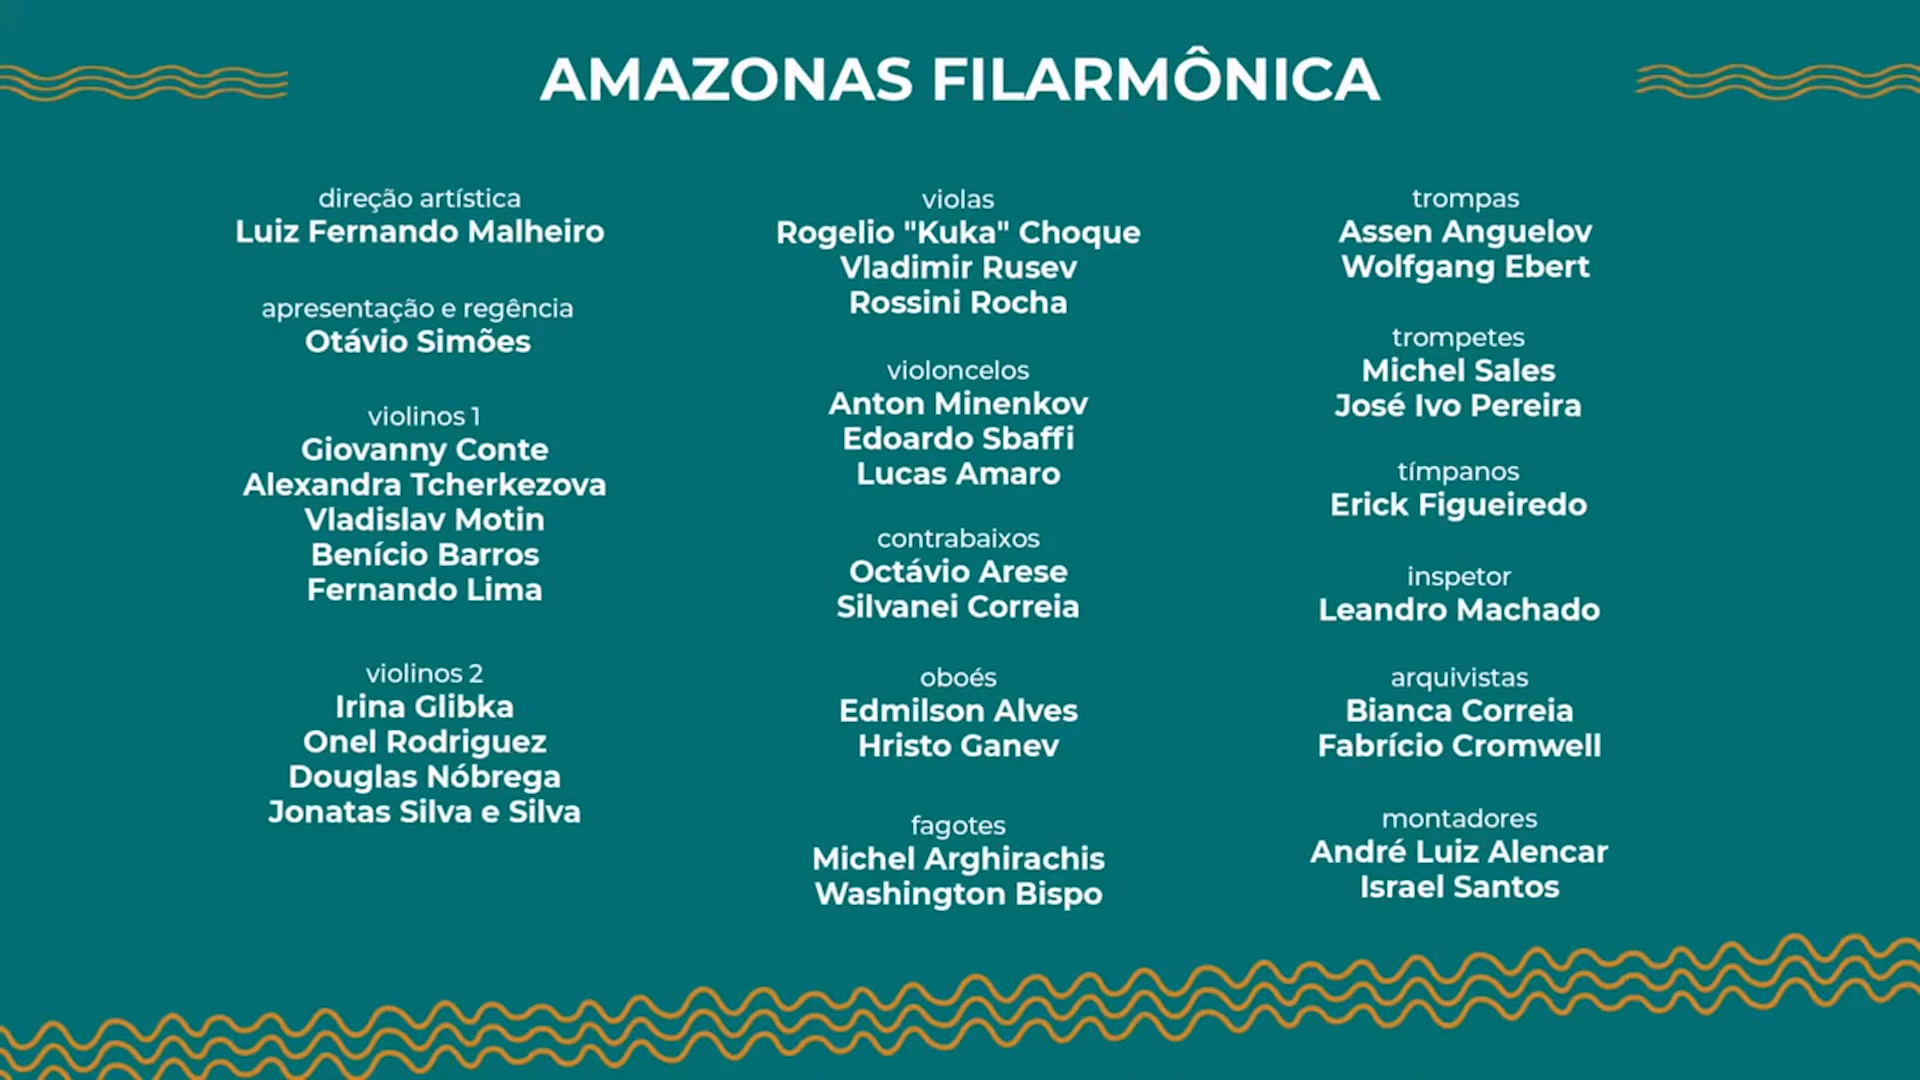 AMAZONAS FILARMÔNICA
direção artística
Luiz Fernando Malheiro
apresentação e regência
Otávio Simões
violinos 1
Giovanny Conte
Alexandra Tcherkezova
Vladislav Motin
Benício Barros
Fernando Lima
violinos 2
Irina Glibka
Onel Rodriguez
Douglas Nóbrega
Jonatas Silva e Silva
violas
Rogelio "Kuka" Choque
Vladimir Rusev
Rossini Rocha
violoncelos
Anton Minenkov
Edoardo Sbaffi
Lucas Amaro
contrabaixos
Octávio Arese
Silvanei Correia
oboés
Edmilson Alves
Hristo Ganev
fagotes
Michel Arghirachis
Washington Bispo
trompas
Assen Anguelov
Wolfgang Ebert
trompetes
Michel Sales
José Ivo Pereira
tímpanos
Erick Figueiredo
inspetor
Leandro Machado
arquivistas
Bianca Correia
Fabrício Cromwell
montadores
André Luiz Alencar
Israel Santos